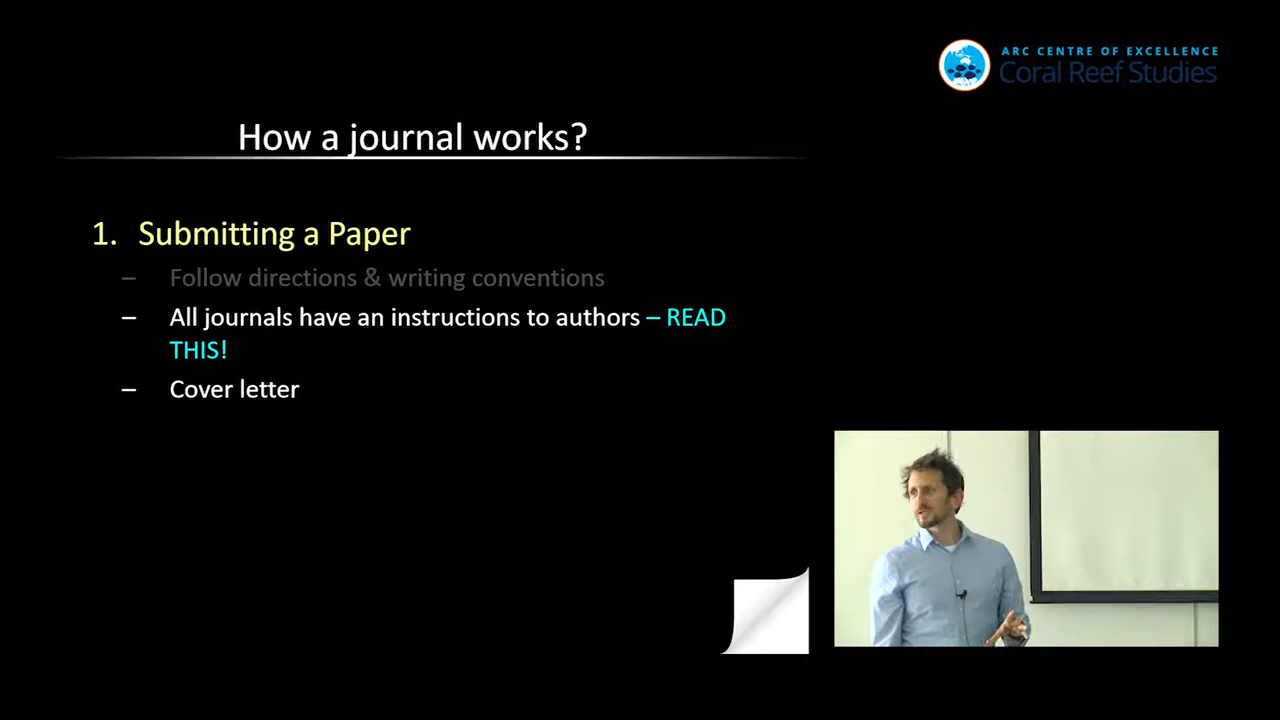 ARC CENTRE OF EXCELLENCE
Coral Reef Studies
How a journal works?
1. Submitting a Paper
– Follow directions & writing conventions
– All journals have an instructions to authors – READ
THIS!
– Cover letter